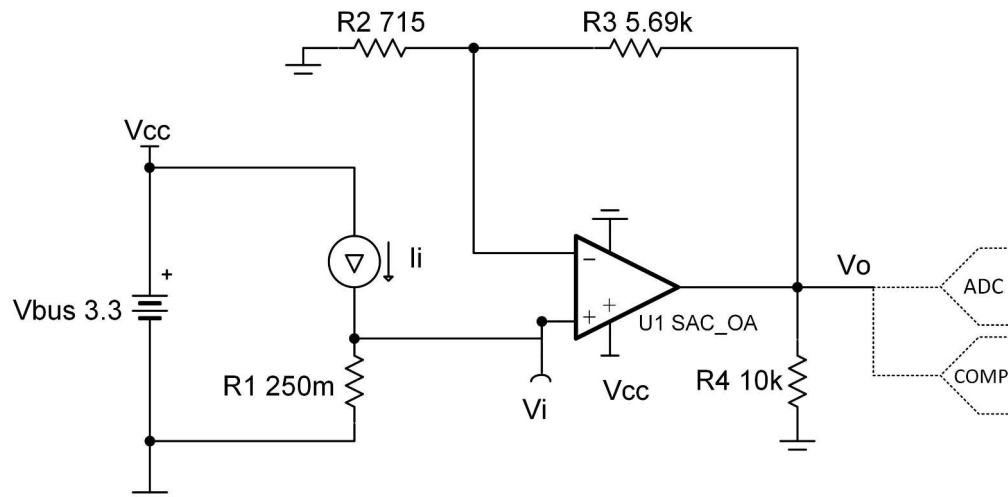 R2 715
R3 5.69k
Vcc
Ii
Vbus 3.3
+
R1 250m
Vi
−
+
+
U1 SAC_OA
Vcc
Vo
R4 10k
ADC
COMP